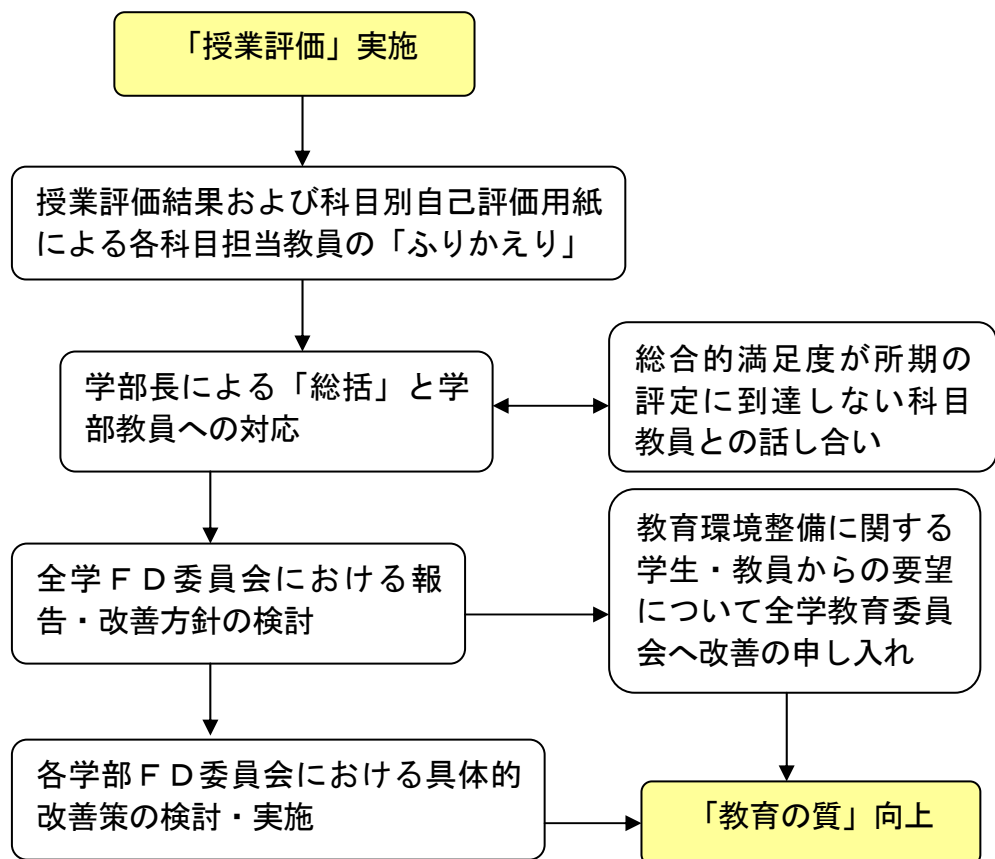 「授業評価」実施
授業評価結果および科目別自己評価用紙
による各科目担当教員の「ふりかえり」
学部長による「総括」と学
部教員への対応
総合的満足度が所期の
評定に到達しない科目
教員との話し合い
全学ＦＤ委員会における報
告・改善方針の検討
教育環境整備に関する
学生・教員からの要望
について全学教育委員
会へ改善の申し入れ
各学部ＦＤ委員会における具体的
改善策の検討・実施
「教育の質」向上